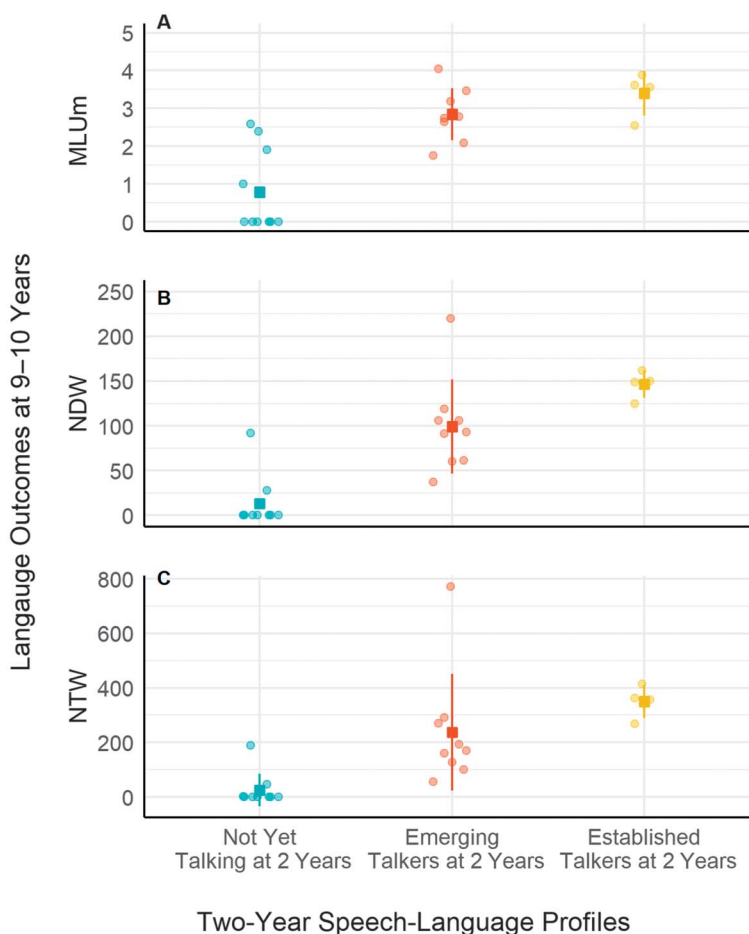 A
5
4
3
2
1
0
MLUm
B
250
200
150
100
50
0
NDW
C
800
600
400
200
0
NTW
Langauge Outcomes at 9–10 Years
Not Yet
Talking at 2 Years
Emerging
Talkers at 2 Years
Established
Talkers at 2 Years
Two-Year Speech-Language Profiles